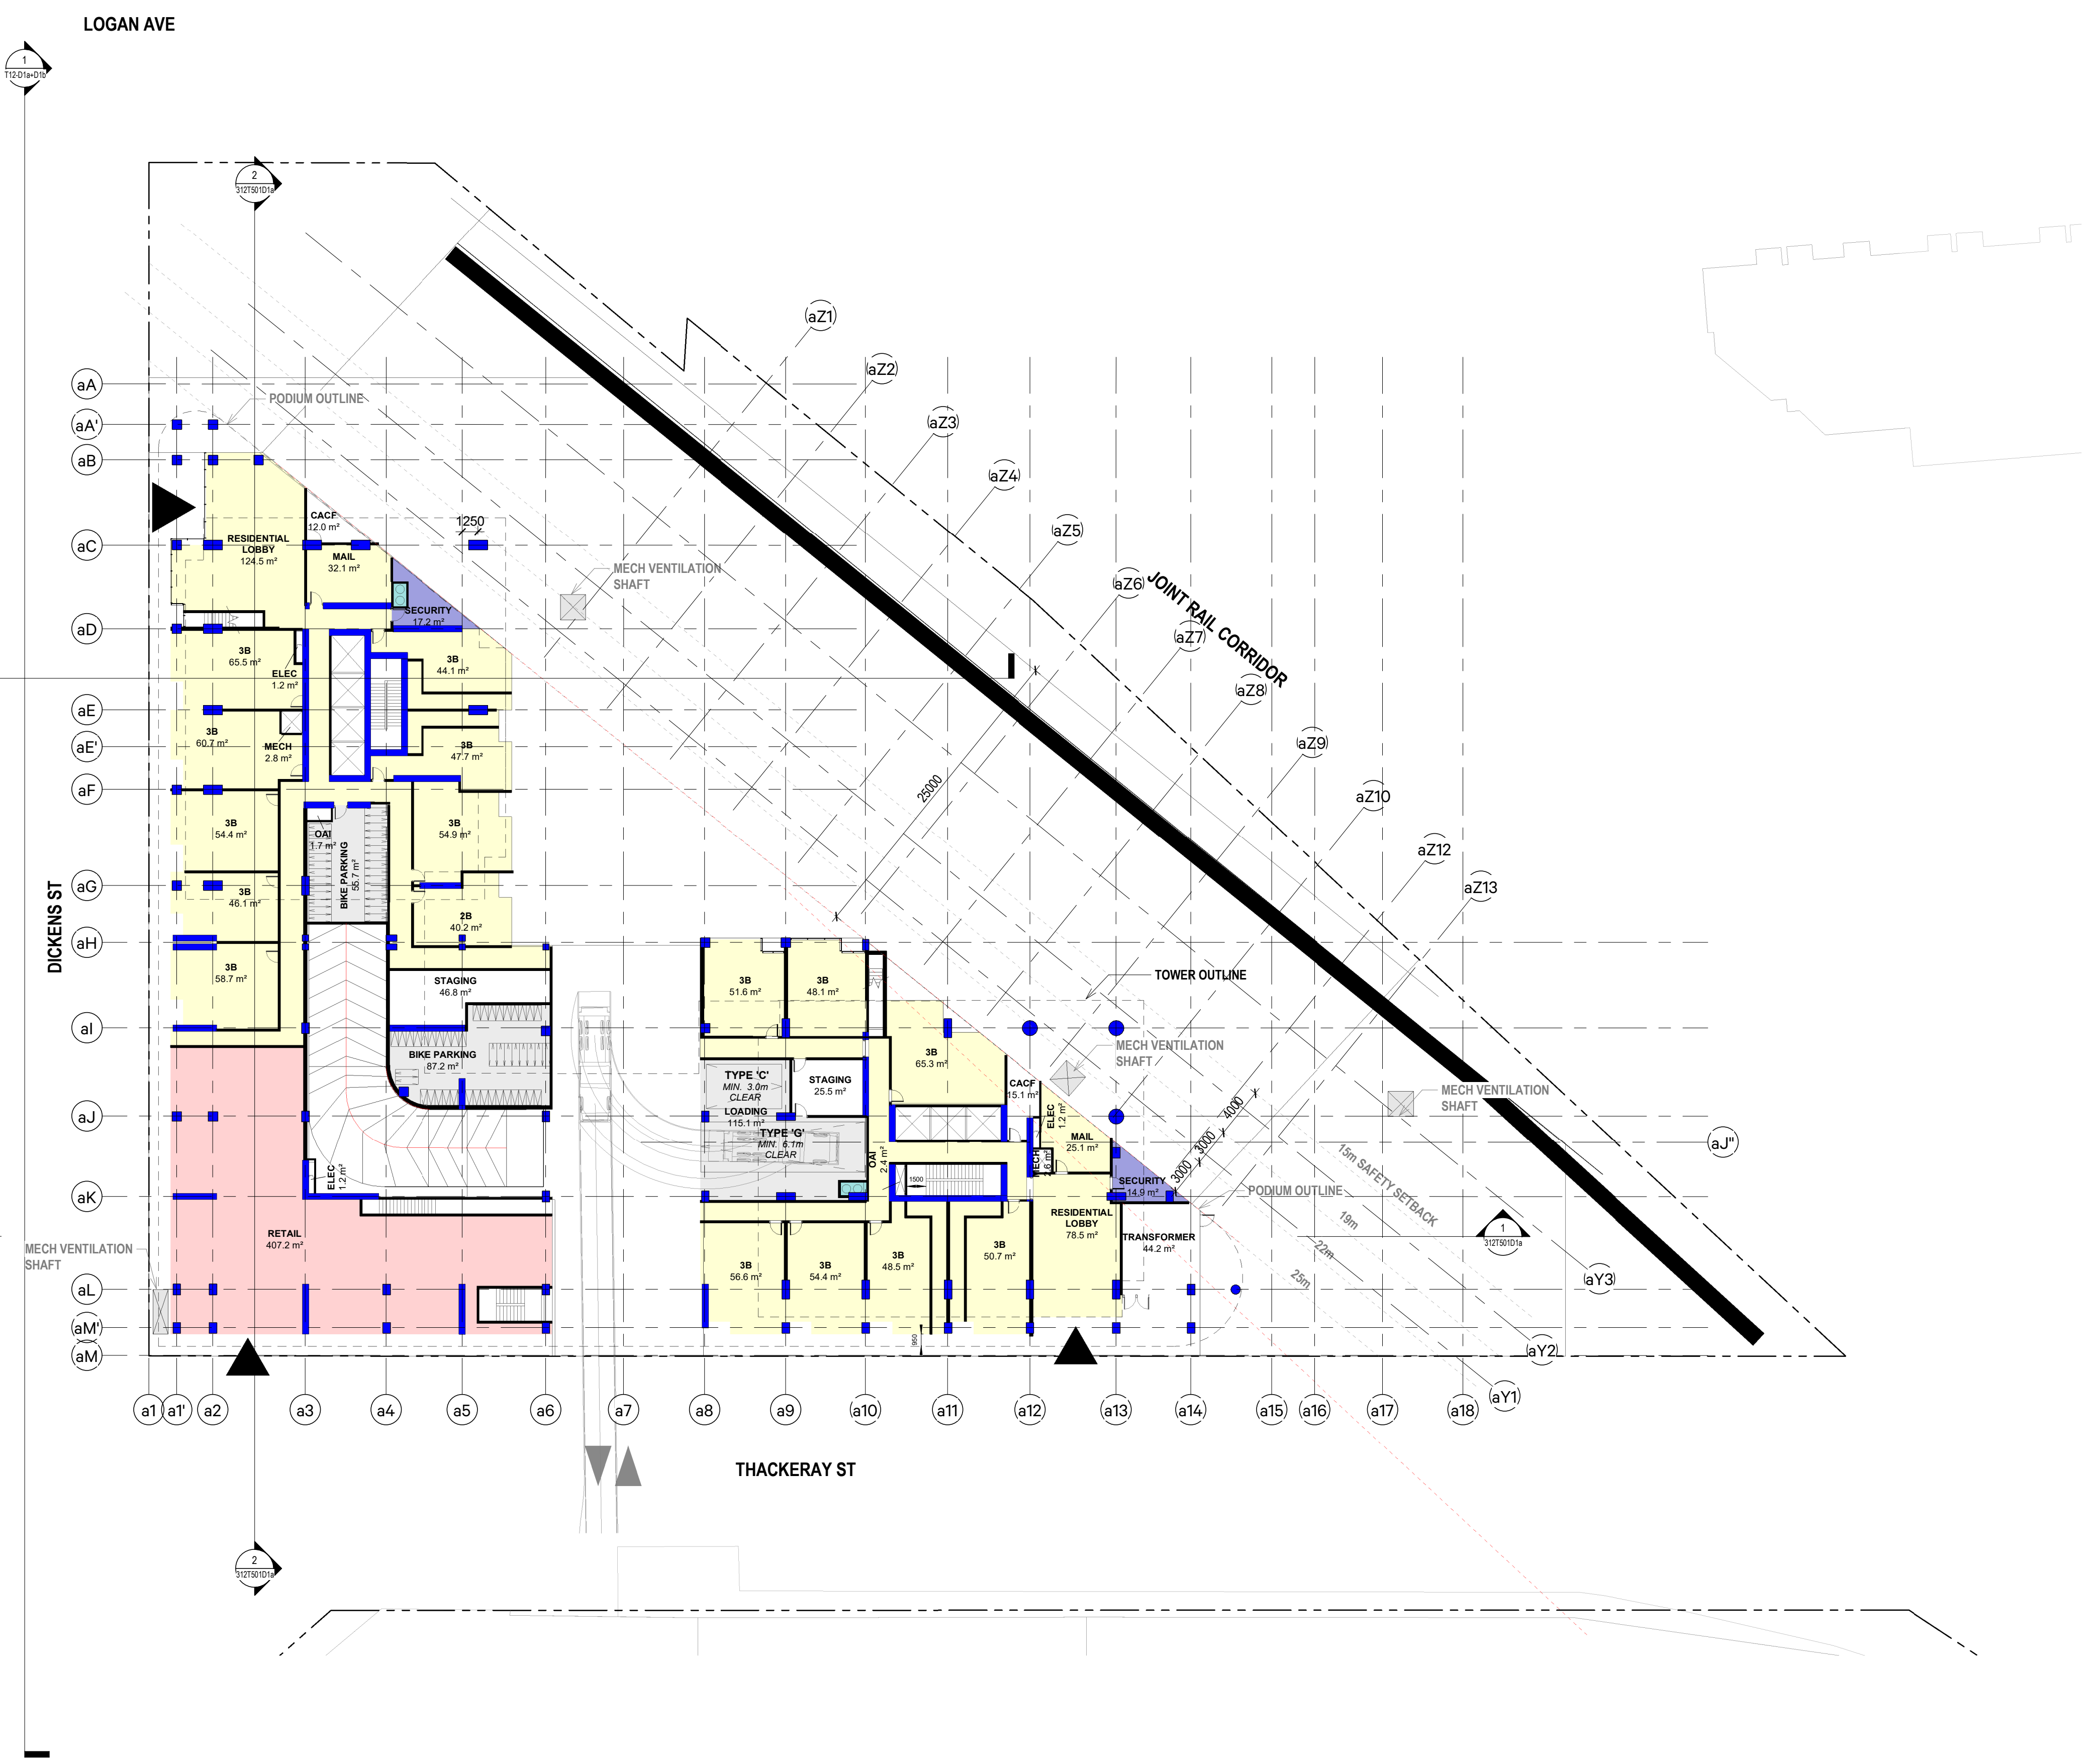 LOGAN AVE
1
T12-D1a+D1b
2
312T501D1a
aZ1
aZ2
aZ3
aZ4
aZ5
aZ6
aZ7
aZ8
aZ9
aZ10
aZ12
aZ13
JOINT RAIL CORRIDOR
aA
aA'
aB
aC
aD
aE
aE'
aF
aG
aH
aI
aJ
aK
aL
aM'
aM
DICKENS ST
PODIUM OUTLINE
CACF
12.0 m²
RESIDENTIAL
LOBBY
124.5 m²
MAIL
32.1 m²
1250
MECH VENTILATION
SHAFT
SECURITY
17.2 m²
3B
65.5 m²
ELEC
1.2 m²
3B
44.1 m²
3B
60.7 m²
MECH
2.8 m²
3B
47.7 m²
3B
54.4 m²
OAI
1.7 m²
BIKE PARKING
55.7 m²
3B
54.9 m²
3B
46.1 m²
2B
40.2 m²
3B
58.7 m²
STAGING
46.8 m²
BIKE PARKING
87.2 m²
ELEC
1.2 m²
RETAIL
407.2 m²
MECH VENTILATION
SHAFT
25000
3B
51.6 m²
3B
48.1 m²
TOWER OUTLINE
3B
65.3 m²
MECH VENTILATION
SHAFT
TYPE 'C'
MIN. 3.0m
CLEAR
LOADING
115.1 m²
TYPE 'G'
MIN. 6.1m
CLEAR
STAGING
25.5 m²
OAI
2.4 m²
CACF
15.1 m²
ELEC
1.2 m²
MAIL
25.1 m²
MECH
2.6 m²
1500
SECURITY
14.9 m²
3000
3000
4000
MECH VENTILATION
SHAFT
aJ"
15m SAFETY SETBACK
19m
22m
25m
PODIUM OUTLINE
RESIDENTIAL
LOBBY
78.5 m²
TRANSFORMER
44.2 m²
3B
56.6 m²
3B
54.4 m²
3B
48.5 m²
3B
50.7 m²
950
1
312T501D1a
aY3
aY2
aY1
a1
a1'
a2
a3
a4
a5
a6
a7
a8
a9
a10
a11
a12
a13
a14
a15
a16
a17
a18
THACKERAY ST
2
312T501D1a